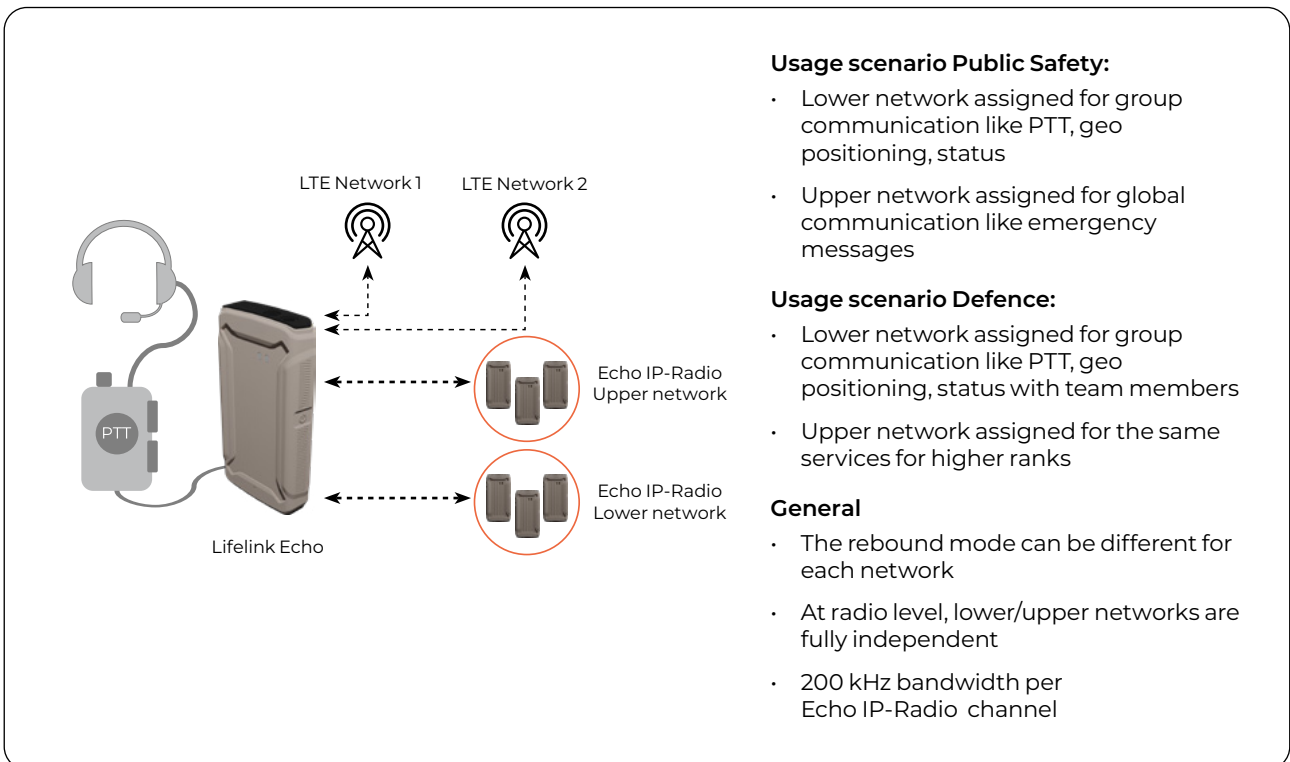 LTE Network 1
LTE Network 2
PTT
Echo IP-Radio
Upper network
Echo IP-Radio
Lower network
Lifelink Echo
Usage scenario Public Safety:
• Lower network assigned for group
communication like PTT, geo
positioning, status
• Upper network assigned for global
communication like emergency
messages
Usage scenario Defence:
• Lower network assigned for group
communication like PTT, geo
positioning, status with team members
• Upper network assigned for the same
services for higher ranks
General
• The rebound mode can be different for
each network
• At radio level, lower/upper networks are
fully independent
• 200 kHz bandwidth per
Echo IP-Radio channel